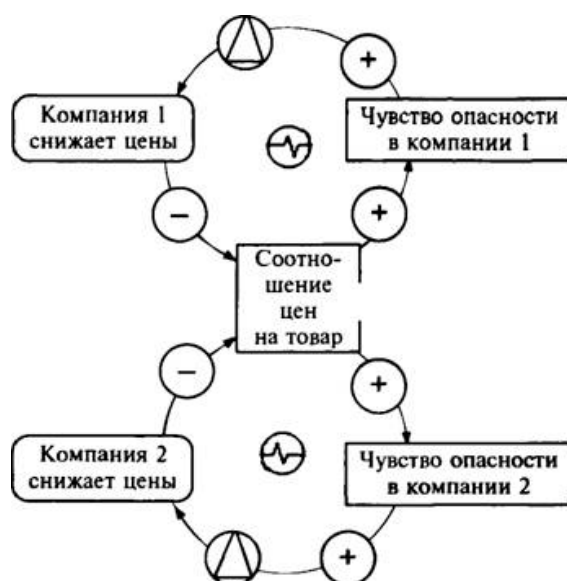 +
Компания 1
снижает цены
Чувство опасности
в компании 1
−
+
Соотно-
шение
цен
на товар
−
+
Компания 2
снижает цены
Чувство опасности
в компании 2
+